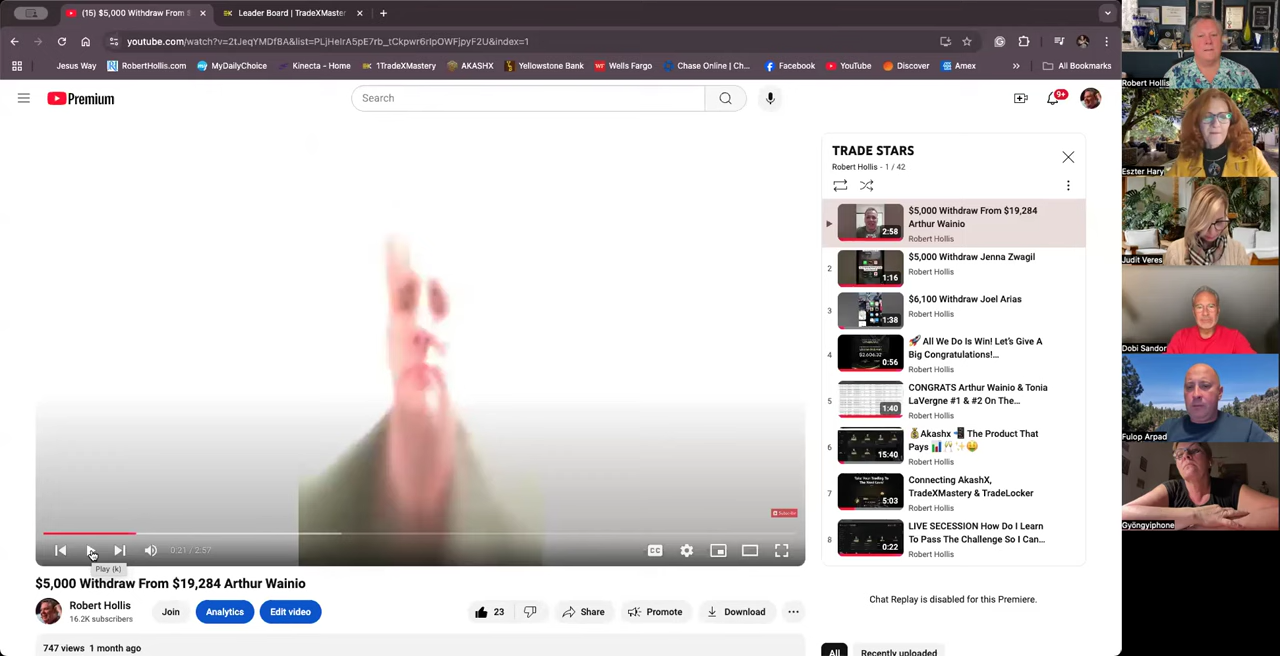 (15) $5,000 Withdraw From $
Leader Board | TradeXMaster
youtube.com/watch?v=2tJeqYMDf8A&list=PLjHeIrA5pE7rb_tCkpwr6rlpOWFjpyF2U&index=1
Jesus Way
RobertHollis.com
MyDailyChoice
Kinecta - Home
1TradeXMastery
AKASHX
Yellowstone Bank
Wells Fargo
Chase Online | Ch...
Facebook
YouTube
Discover
Amex
»
All Bookmarks
Premium
Search
9+
TRADE STARS
Robert Hollis - 1 / 42
$5,000 Withdraw From $19,284
Arthur Wainio
Robert Hollis
2:58
2
$5,000 Withdraw Jenna Zwagil
Robert Hollis
1:16
3
$6,100 Withdraw Joel Arias
Robert Hollis
1:38
4
🚀 All We Do Is Win! Let's Give A
Big Congratulations!...
Robert Hollis
0:56
5
CONGRATS Arthur Wainio & Tonia
LaVergne #1 & #2 On The...
Robert Hollis
1:40
6
💰Akashx 📲 The Product That
Pays 📊🥂✨🤑
Robert Hollis
15:40
7
Connecting AkashX,
TradeXMastery & TradeLocker
Robert Hollis
5:03
8
LIVE SECESSION How Do I Learn
To Pass The Challenge So I Can...
Robert Hollis
0:22
Chat Replay is disabled for this Premiere.
All
Recently uploaded
0:21 / 2:57
CC
Play (k)
$5,000 Withdraw From $19,284 Arthur Wainio
Robert Hollis
16.2K subscribers
Join
Analytics
Edit video
23
Share
Promote
Download
747 views 1 month ago
Robert Hollis
Eszter Hary
Judit Veres
Dobi Sandor
Fulop Arpad
Gyöngyiphone